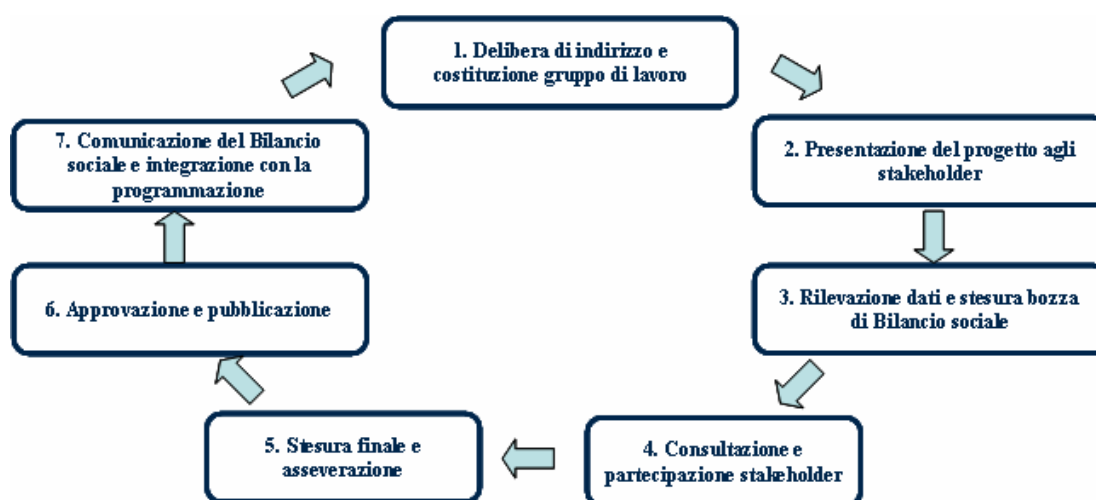 1. Delibera di indirizzo e
costituzione gruppo di lavoro
2. Presentazione del progetto agli
stakeholder
3. Rilevazione dati e stesura bozza
di Bilancio sociale
4. Consultazione e
partecipazione stakeholder
5. Stesura finale e
asseverazione
6. Approvazione e pubblicazione
7. Comunicazione del Bilancio
sociale e integrazione con la
programmazione